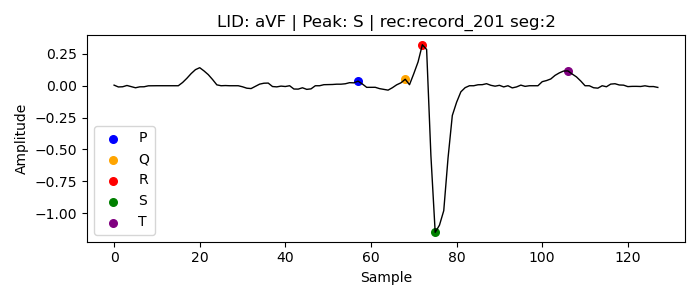 LID: aVF | Peak: S | rec:record_201 seg:2
Amplitude
0.25
0.00
−0.25
−0.50
−0.75
−1.00
P
Q
R
S
T
0 20 40 60 80 100 120
Sample